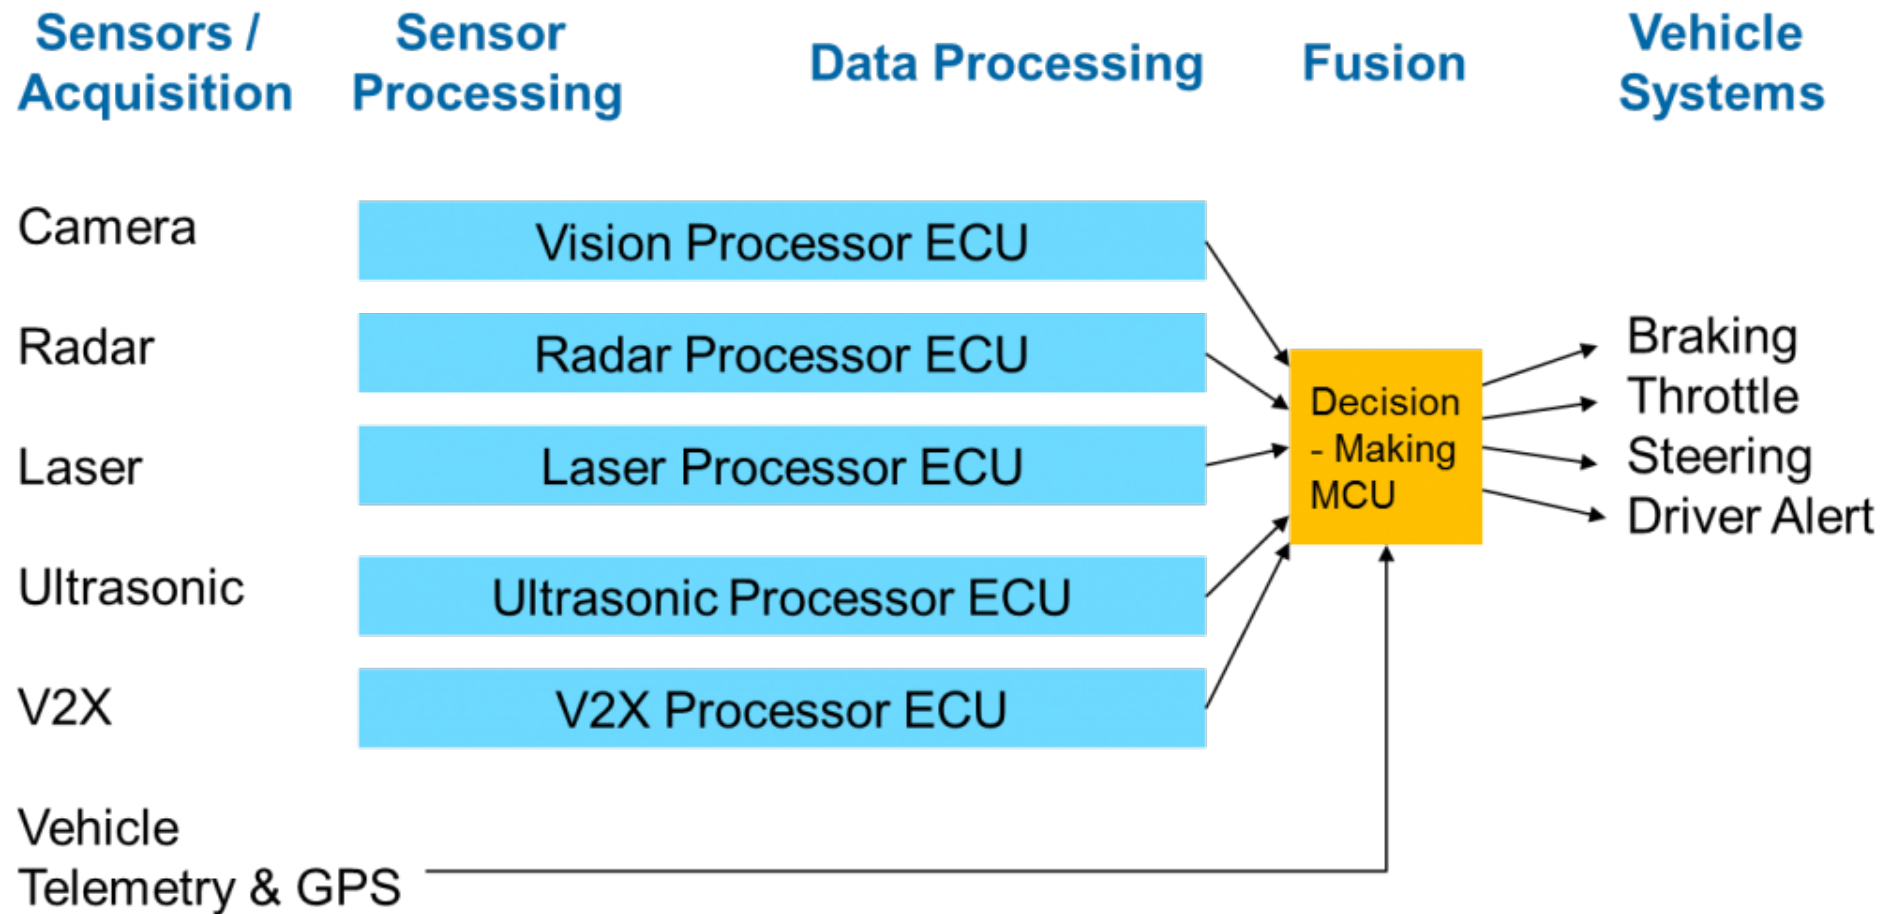 Sensors /
Acquisition
Sensor
Processing
Data Processing
Fusion
Vehicle
Systems
Camera
Vision Processor ECU
Radar
Radar Processor ECU
Laser
Laser Processor ECU
Ultrasonic
Ultrasonic Processor ECU
V2X
V2X Processor ECU
Vehicle
Telemetry & GPS
Decision
- Making
MCU
Braking
Throttle
Steering
Driver Alert